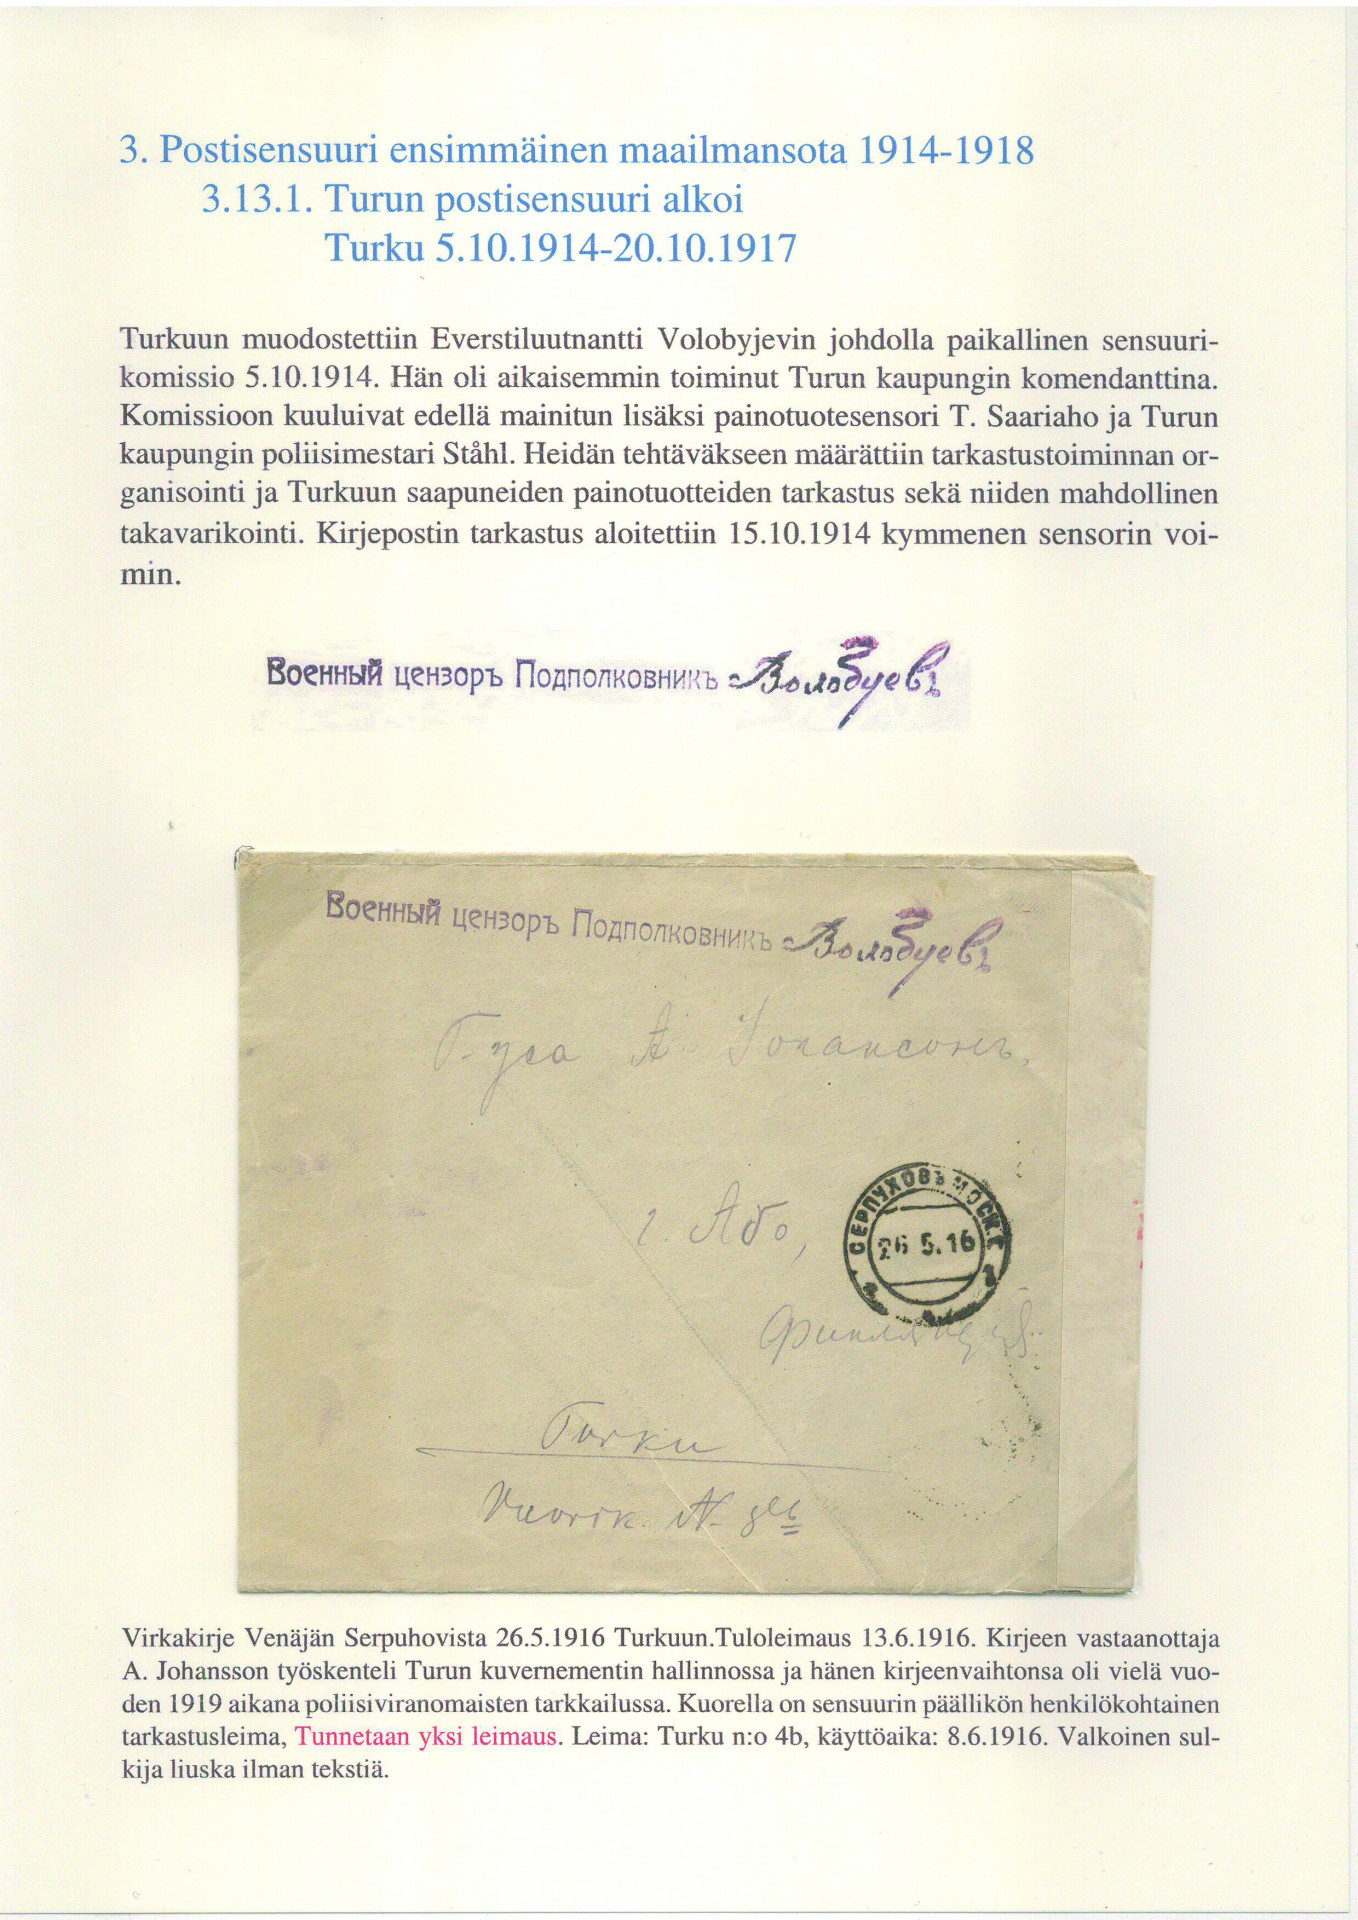 3. Postisensuuri ensimmäinen maailmansota 1914-1918
3.13.1. Turun postisensuuri alkoi
Turku 5.10.1914-20.10.1917
Turkuun muodostettiin Everstiluutnantti Volobyjevin johdolla paikallinen sensuuri-
komissio 5.10.1914. Hän oli aikaisemmin toiminut Turun kaupungin komendanttina.
Komissioon kuuluivat edellä mainitun lisäksi painotuotesensori T. Saariaho ja Turun
kaupungin poliisimestari Ståhl. Heidän tehtäväkseen määrättiin tarkastustoiminnan or-
ganisointi ja Turkuun saapuneiden painotuotteiden tarkastus sekä niiden mahdollinen
takavarikointi. Kirjepostin tarkastus aloitettiin 15.10.1914 kymmenen sensorin voi-
min.
Военный цензоръ Подполковникъ Волобуевъ
Военный цензоръ Подполковникъ Волобуевъ
А. Іогансонъ,
СЕРПУХОВЪ МОСК. Г.
26 5.16
г. Або,
Финляндія
Turku
Vuorik. N.
Virkakirje Venäjän Serpuhovista 26.5.1916 Turkuun.Tuloleimaus 13.6.1916. Kirjeen vastaanottaja
A. Johansson työskenteli Turun kuvernementin hallinnossa ja hänen kirjeenvaihtonsa oli vielä vuo-
den 1919 aikana poliisiviranomaisten tarkkailussa. Kuorella on sensuurin päällikön henkilökohtainen
tarkastusleima, Tunnetaan yksi leimaus. Leima: Turku n:o 4b, käyttöaika: 8.6.1916. Valkoinen sul-
kija liuska ilman tekstiä.